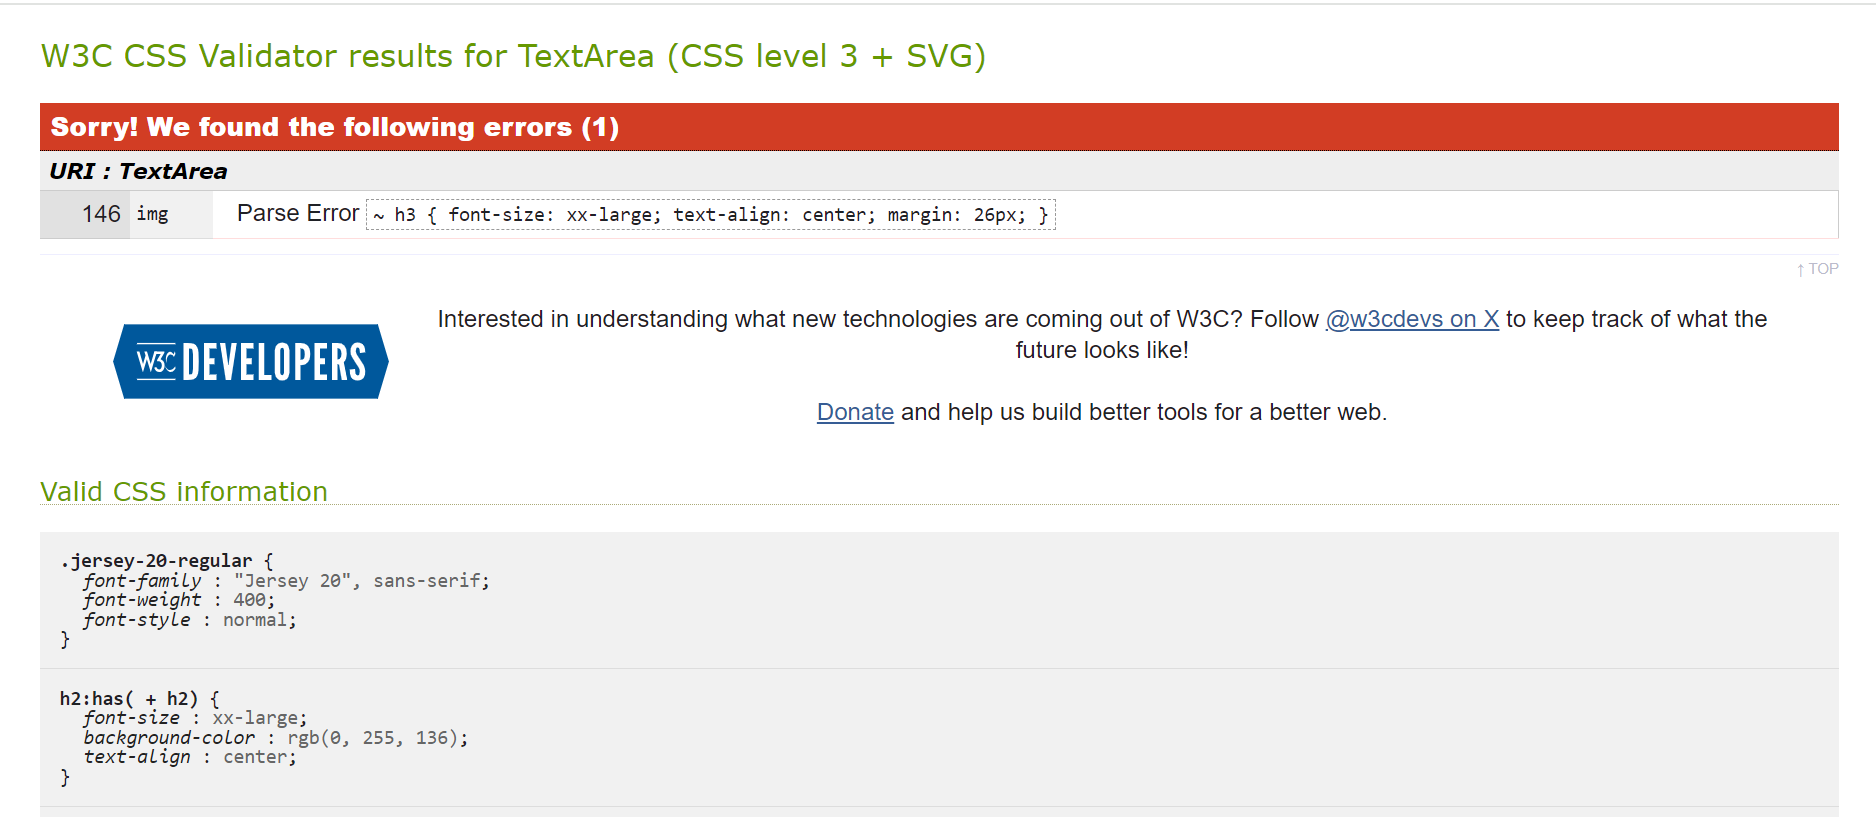 W3C CSS Validator results for TextArea (CSS level 3 + SVG)
Sorry! We found the following errors (1)
URI : TextArea
146 img Parse Error ~ h3 { font-size: xx-large; text-align: center; margin: 26px; }
↑ TOP
Interested in understanding what new technologies are coming out of W3C? Follow @w3cdevs on X to keep track of what the
future looks like!
W3C DEVELOPERS
Donate and help us build better tools for a better web.
Valid CSS information
.jersey-20-regular {
font-family : "Jersey 20", sans-serif;
font-weight : 400;
font-style : normal;
}
h2:has( + h2) {
font-size : xx-large;
background-color : rgb(0, 255, 136);
text-align : center;
}